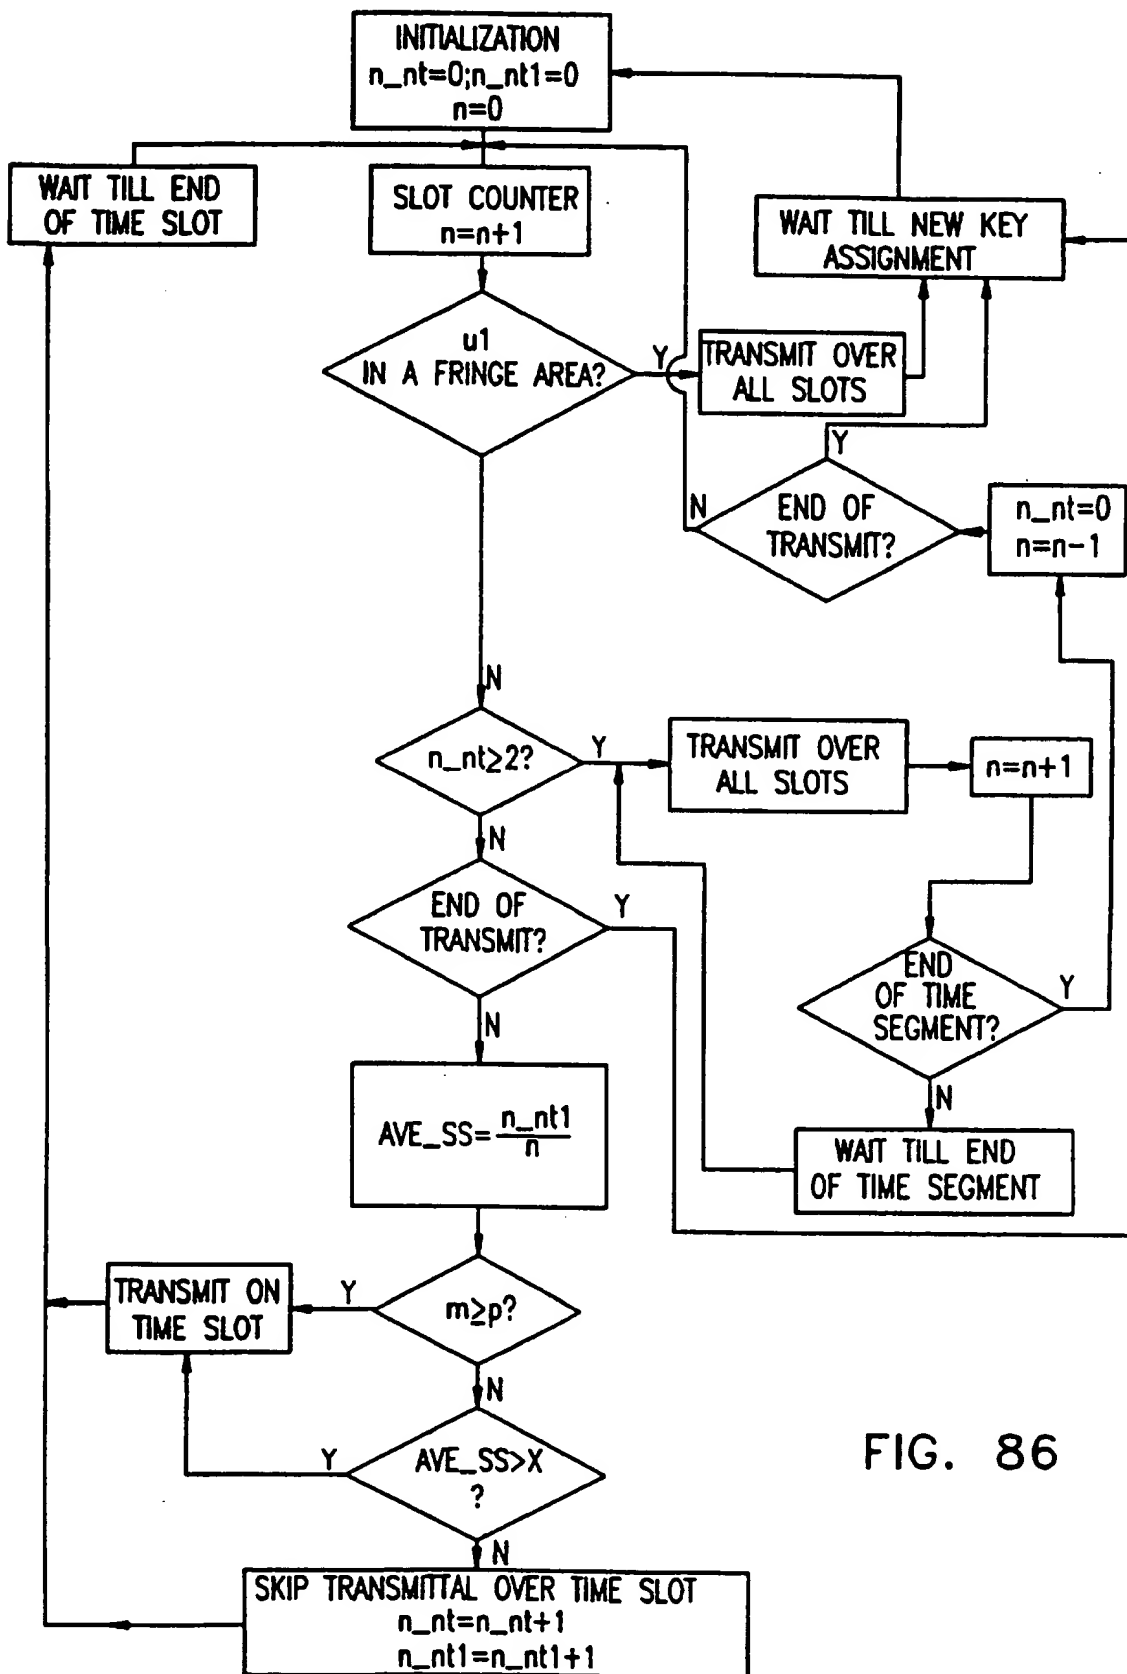 INITIALIZATION
n_nt=0;n_nt1=0
n=0
WAIT TILL END
OF TIME SLOT
SLOT COUNTER
n=n+1
WAIT TILL NEW KEY
ASSIGNMENT
u1
IN A FRINGE AREA?
Y
TRANSMIT OVER
ALL SLOTS
Y
N
END OF
TRANSMIT?
n_nt=0
n=n-1
N
n_nt≥2?
Y
TRANSMIT OVER
ALL SLOTS
n=n+1
N
END OF
TRANSMIT?
Y
END
OF TIME
SEGMENT?
Y
N
N
AVE_SS=n_nt1
n
WAIT TILL END
OF TIME SEGMENT
TRANSMIT ON
TIME SLOT
Y
m≥p?
N
Y
AVE_SS>X
?
FIG. 86
N
SKIP TRANSMITTAL OVER TIME SLOT
n_nt=n_nt+1
n_nt1=n_nt1+1